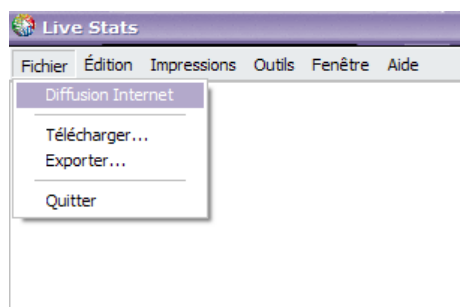 Live Stats
Fichier Édition Impressions Outils Fenêtre Aide
Diffusion Internet
Télécharger...
Exporter...
Quitter